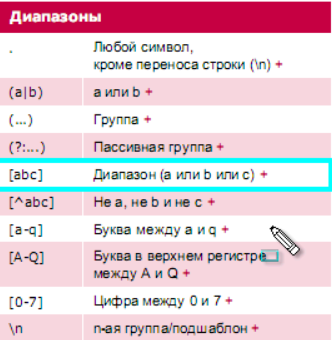 Диапазоны
. Любой символ,
кроме переноса строки (\n) +
(a|b) a или b +
(...) Группа +
(?:...) Пассивная группа +
[abc] Диапазон (a или b или c) +
[^abc] Не a, не b и не c +
[a-q] Буква между a и q +
[A-Q] Буква в верхнем регистре
между A и Q +
[0-7] Цифра между 0 и 7 +
\n n-ая группа/подшаблон +